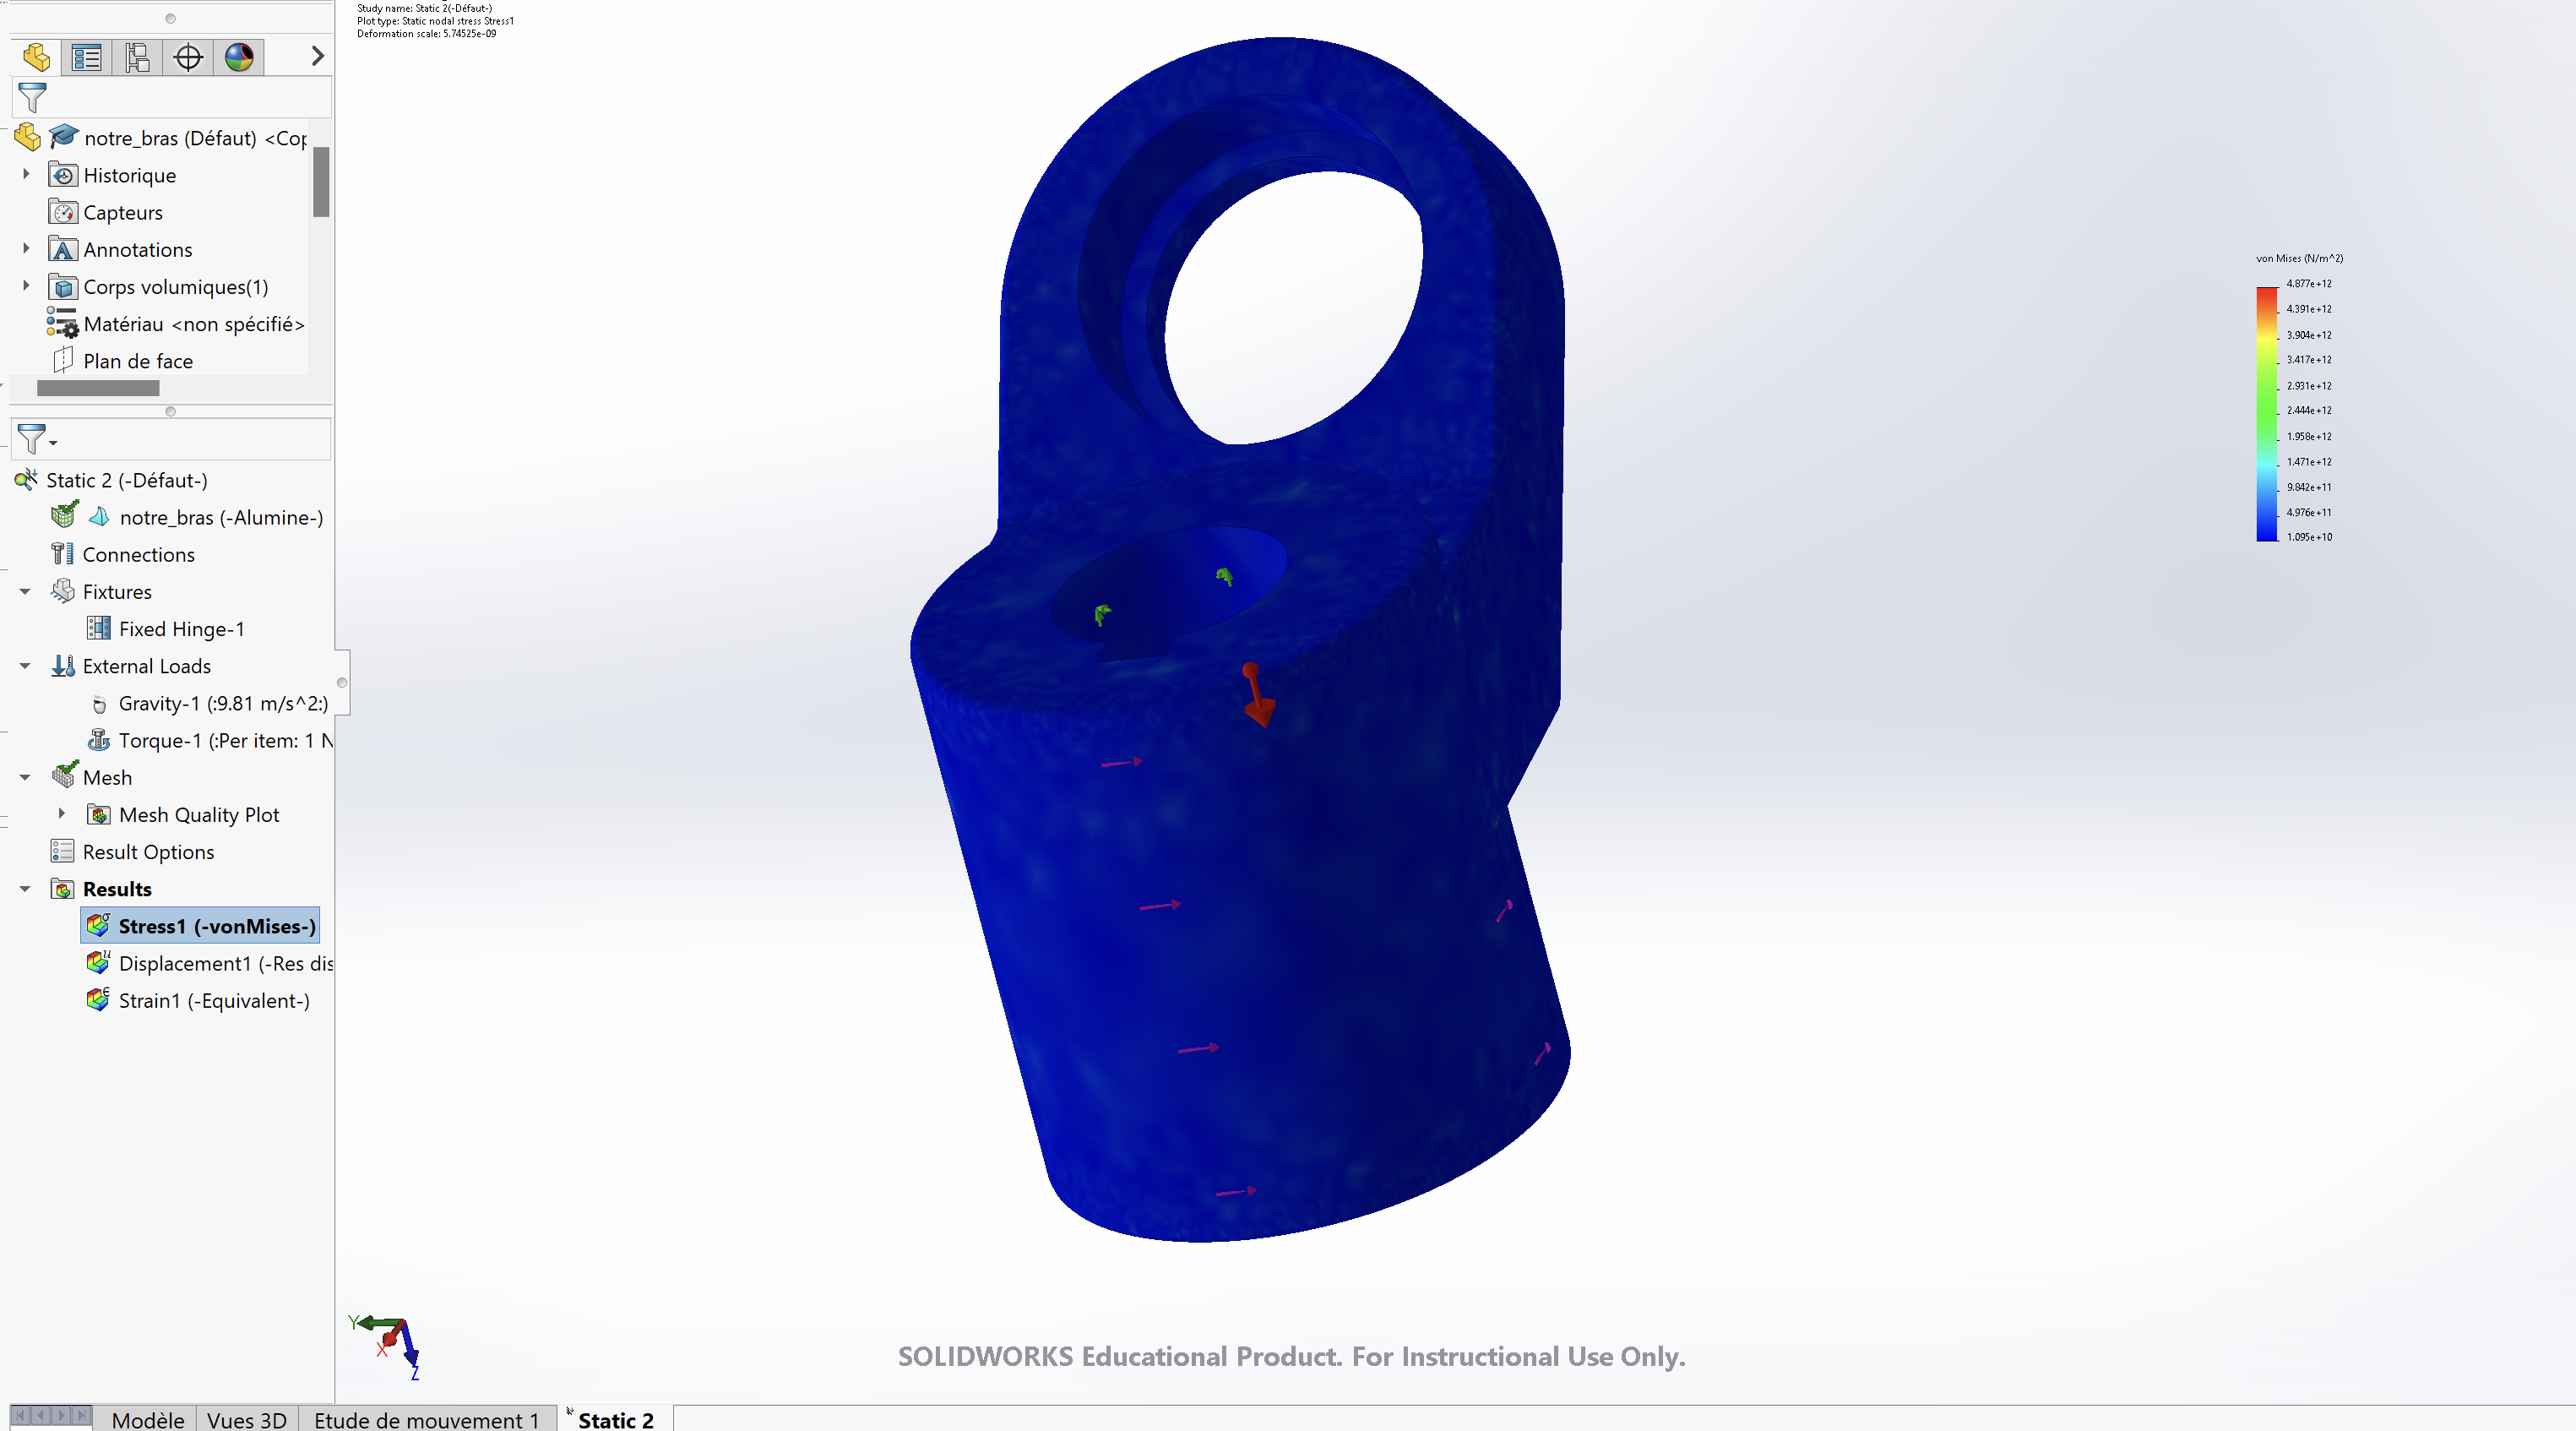 Study name: Static 2(-Défaut-)
Plot type: Static nodal stress Stress1
Deformation scale: 5.74525e-09
notre_bras (Défaut) <Cop
Historique
Capteurs
Annotations
Corps volumiques(1)
Matériau <non spécifié>
Plan de face
Static 2 (-Défaut-)
notre_bras (-Alumine-)
Connections
Fixtures
Fixed Hinge-1
External Loads
Gravity-1 (:9.81 m/s^2:)
Torque-1 (:Per item: 1 N
Mesh
Mesh Quality Plot
Result Options
Results
Stress1 (-vonMises-)
Displacement1 (-Res dis
Strain1 (-Equivalent-)
von Mises (N/m^2)
4.877e+12
4.391e+12
3.904e+12
3.417e+12
2.931e+12
2.444e+12
1.958e+12
1.471e+12
9.842e+11
4.976e+11
1.095e+10
Y
X
Z
SOLIDWORKS Educational Product. For Instructional Use Only.
Modèle
Vues 3D
Etude de mouvement 1
Static 2